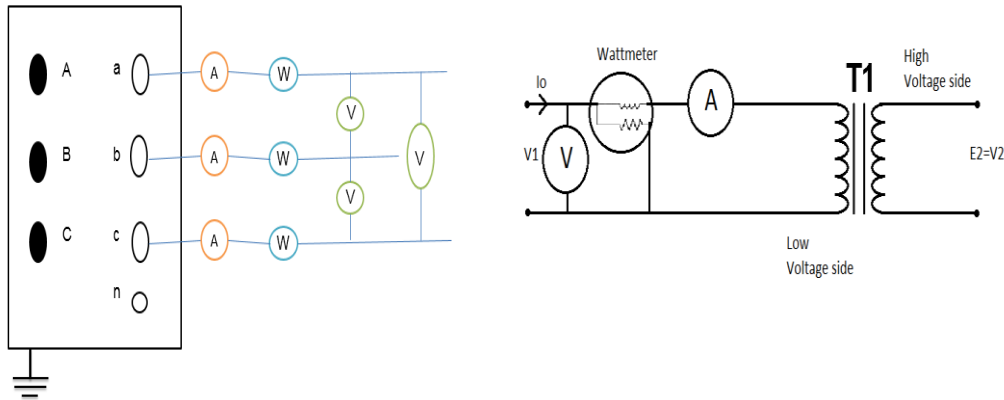 A a A W
V
B b A W V
V
C c A W
n
Wattmeter
High
Voltage side
T1
Io
A
V1 V
E2=V2
Low
Voltage side